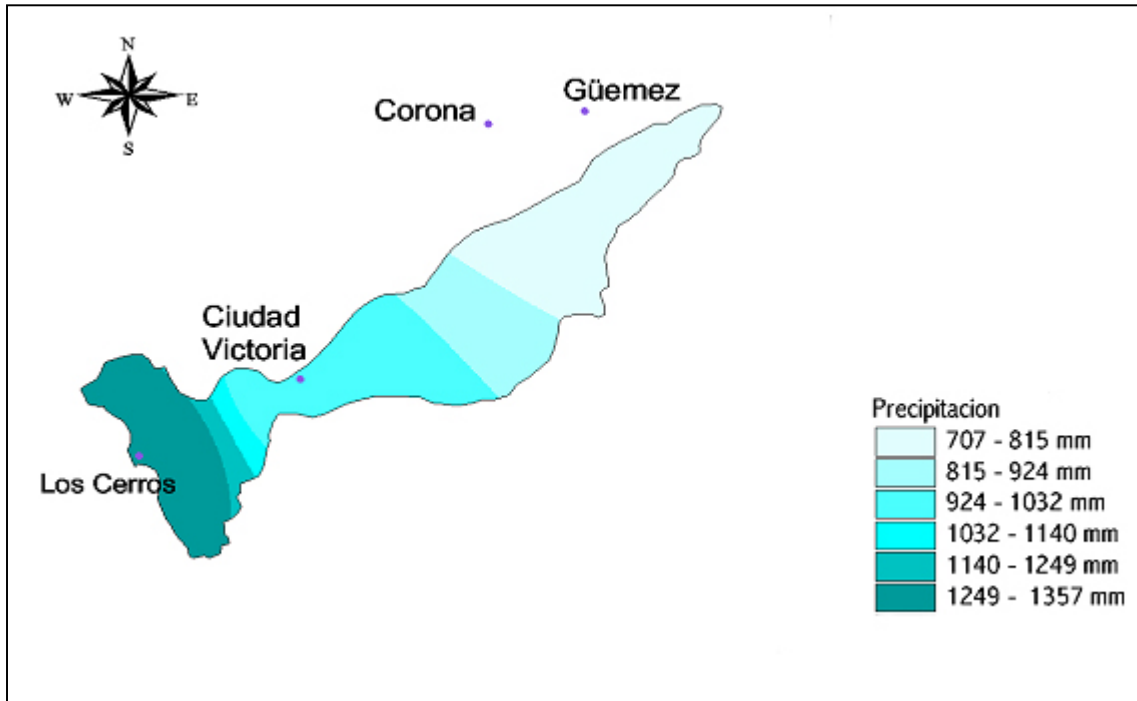 N
W E
S
Corona
Güemez
Ciudad
Victoria
Los Cerros
Precipitacion
707 - 815 mm
815 - 924 mm
924 - 1032 mm
1032 - 1140 mm
1140 - 1249 mm
1249 - 1357 mm